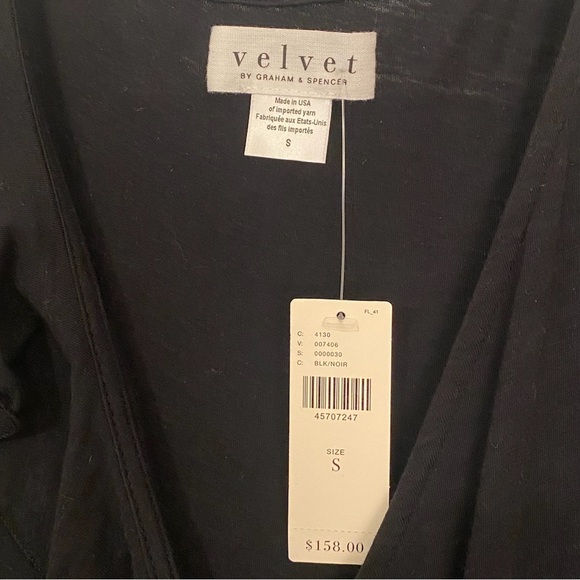 velvet
BY GRAHAM & SPENCER
Made in USA
of imported yarn
Fabriquée aux Etats-Unis
des fils importés
S
FL_41
C: 4130
V: 007406
S: 0000030
C: BLK/NOIR
45707247
SIZE
S
$158.00